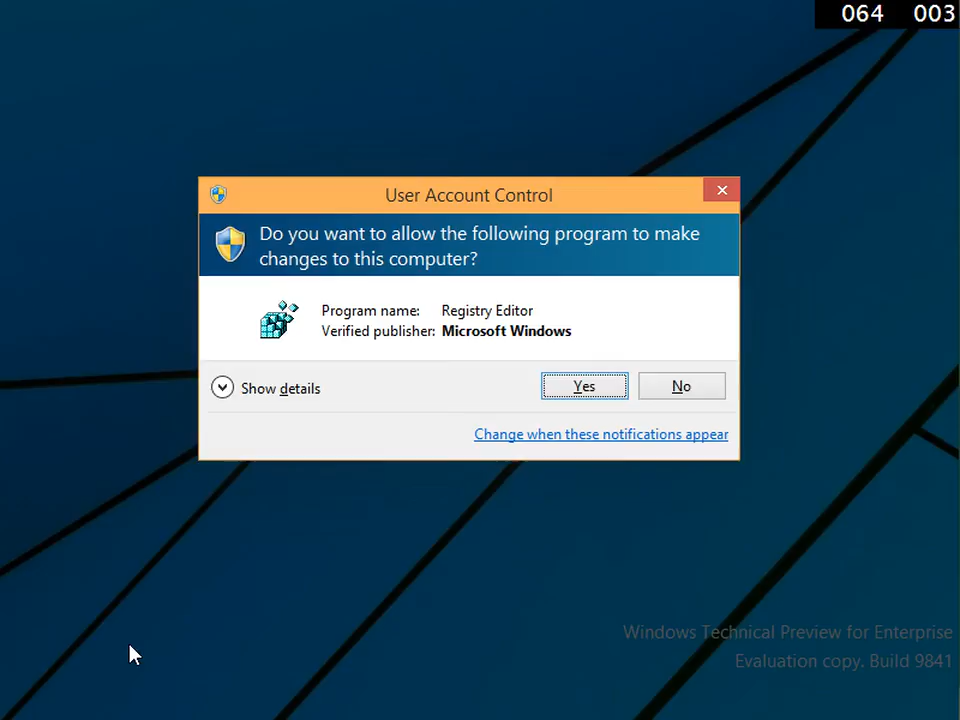 064 003
User Account Control
Do you want to allow the following program to make
changes to this computer?
Program name: Registry Editor
Verified publisher: Microsoft Windows
Show details
Yes No
Change when these notifications appear
Windows Technical Preview for Enterprise
Evaluation copy. Build 9841